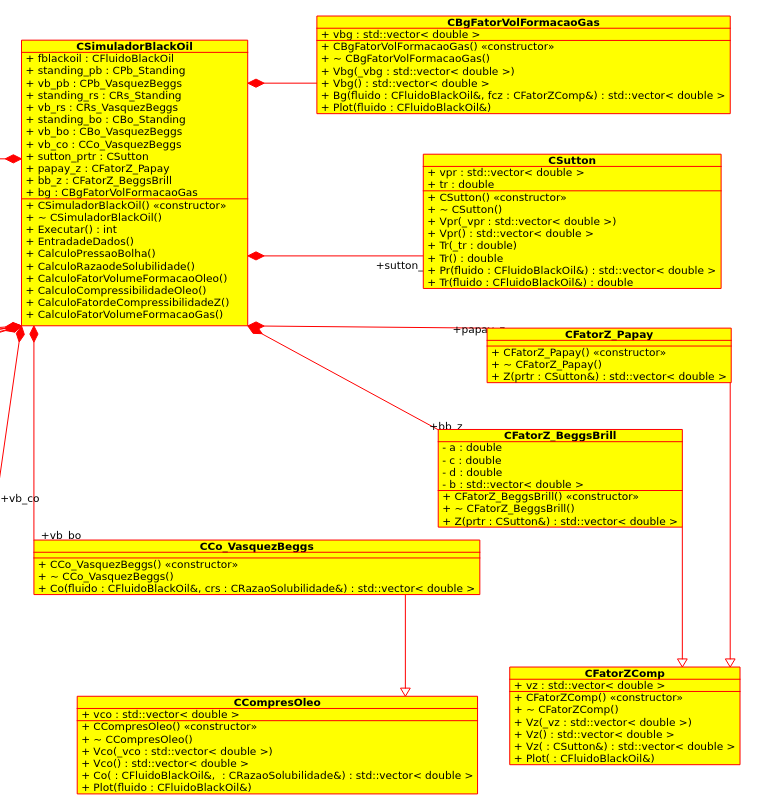 CBgFatorVolFormacaoGas
+ vbg : std::vector< double >
+ CBgFatorVolFormacaoGas() «constructor»
+ ~ CBgFatorVolFormacaoGas()
+ Vbg(_vbg : std::vector< double >)
+ Vbg() : std::vector< double >
+ Bg(fluido : CFluidoBlackOil&, fcz : CFatorZComp&) : std::vector< double >
+ Plot(fluido : CFluidoBlackOil&)
CSimuladorBlackOil
+ fblackoil : CFluidoBlackOil
+ standing_pb : CPb_Standing
+ vb_pb : CPb_VasquezBeggs
+ standing_rs : CRs_Standing
+ vb_rs : CRs_VasquezBeggs
+ standing_bo : CBo_Standing
+ vb_bo : CBo_VasquezBeggs
+ vb_co : CCo_VasquezBeggs
+ sutton_prtr : CSutton
+ papay_z : CFatorZ_Papay
+ bb_z : CFatorZ_BeggsBrill
+ bg : CBgFatorVolFormacaoGas
+ CSimuladorBlackOil() «constructor»
+ ~ CSimuladorBlackOil()
+ Executar() : int
+ EntradadeDados()
+ CalculoPressaoBolha()
+ CalculoRazaodeSolubilidade()
+ CalculoFatorVolumeFormacaoOleo()
+ CalculoCompressibilidadeOleo()
+ CalculoFatordeCompressibilidadeZ()
+ CalculoFatorVolumeFormacaoGas()
CSutton
+ vpr : std::vector< double >
+ tr : double
+ CSutton() «constructor»
+ ~ CSutton()
+ Vpr(_vpr : std::vector< double >)
+ Vpr() : std::vector< double >
+ Tr(_tr : double)
+ Tr() : double
+ Pr(fluido : CFluidoBlackOil&) : std::vector< double >
+ Tr(fluido : CFluidoBlackOil&) : double
+sutton_
+papay_z
CFatorZ_Papay
+ CFatorZ_Papay() «constructor»
+ ~ CFatorZ_Papay()
+ Z(prtr : CSutton&) : std::vector< double >
+bb_z
CFatorZ_BeggsBrill
- a : double
- c : double
- d : double
- b : std::vector< double >
+ CFatorZ_BeggsBrill() «constructor»
+ ~ CFatorZ_BeggsBrill()
+ Z(prtr : CSutton&) : std::vector< double >
+vb_co
+vb_bo
CCo_VasquezBeggs
+ CCo_VasquezBeggs() «constructor»
+ ~ CCo_VasquezBeggs()
+ Co(fluido : CFluidoBlackOil&, crs : CRazaoSolubilidade&) : std::vector< double >
CFatorZComp
+ vz : std::vector< double >
+ CFatorZComp() «constructor»
+ ~ CFatorZComp()
+ Vz(_vz : std::vector< double >)
+ Vz() : std::vector< double >
+ Vz( : CSutton&) : std::vector< double >
+ Plot( : CFluidoBlackOil&)
CCompresOleo
+ vco : std::vector< double >
+ CCompresOleo() «constructor»
+ ~ CCompresOleo()
+ Vco(_vco : std::vector< double >)
+ Vco() : std::vector< double >
+ Co( : CFluidoBlackOil&,  : CRazaoSolubilidade&) : std::vector< double >
+ Plot(fluido : CFluidoBlackOil&)